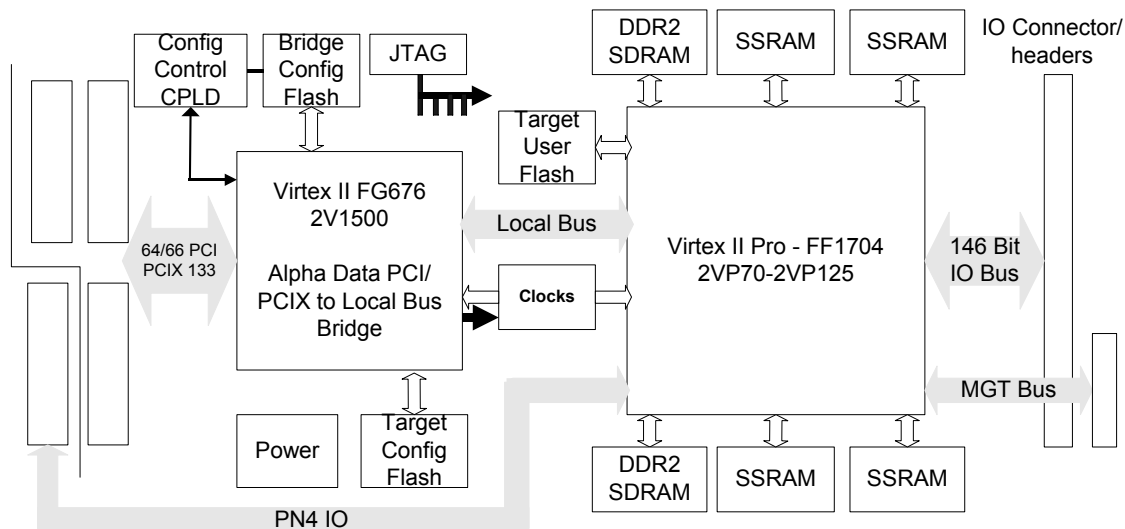 Config
Control
CPLD
Bridge
Config
Flash
JTAG
DDR2
SDRAM
SSRAM
SSRAM
IO Connector/
headers
Target
User
Flash
Virtex II FG676
2V1500
Alpha Data PCI/
PCIX to Local Bus
Bridge
64/66 PCI
PCIX 133
Local Bus
Clocks
Virtex II Pro - FF1704
2VP70-2VP125
146 Bit
IO Bus
MGT Bus
Power
Target
Config
Flash
DDR2
SDRAM
SSRAM
SSRAM
PN4 IO